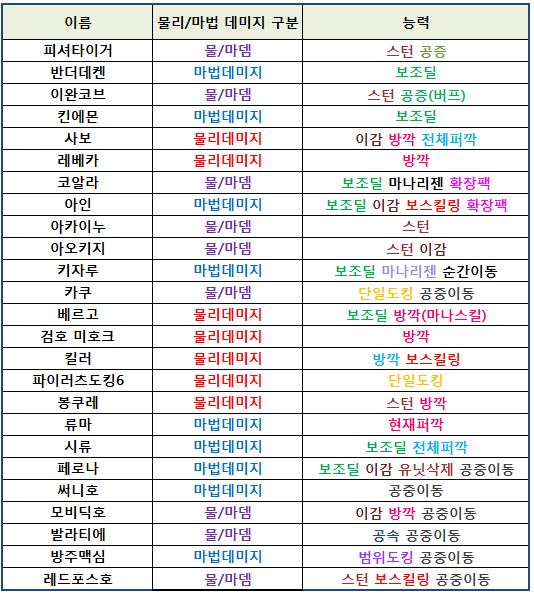 이름 물리/마법 데미지 구분 능력
피셔타이거 물/마뎀 스턴 공증
반더데켄 마법데미지 보조딜
이완코브 물/마뎀 스턴 공증(버프)
킨에몬 마법데미지 보조딜
사보 물리데미지 이감 방깍 전체퍼깍
레베카 물리데미지 방깍
코알라 물/마뎀 보조딜 마나리젠 확장팩
아인 마법데미지 보조딜 이감 보스킬링 확장팩
아카이누 물/마뎀 스턴
아오키지 물/마뎀 스턴 이감
키자루 마법데미지 보조딜 마나리젠 순간이동
카쿠 물/마뎀 단일도킹 공중이동
베르고 물리데미지 보조딜 방깍(마나스킬)
검호 미호크 물리데미지 방깍
킬러 물리데미지 방깍 보스킬링
파이러츠도킹6 물리데미지 단일도킹
봉쿠레 물리데미지 스턴 방깍
류마 마법데미지 현재퍼깍
시류 마법데미지 보조딜 전체퍼깍
페로나 마법데미지 보조딜 이감 유닛삭제 공중이동
써니호 마법데미지 공중이동
모비딕호 물/마뎀 이감 방깍 공중이동
발라티에 물/마뎀 공속 공중이동
방주맥심 마법데미지 범위도킹 공중이동
레드포스호 물/마뎀 스턴 보스킬링 공중이동